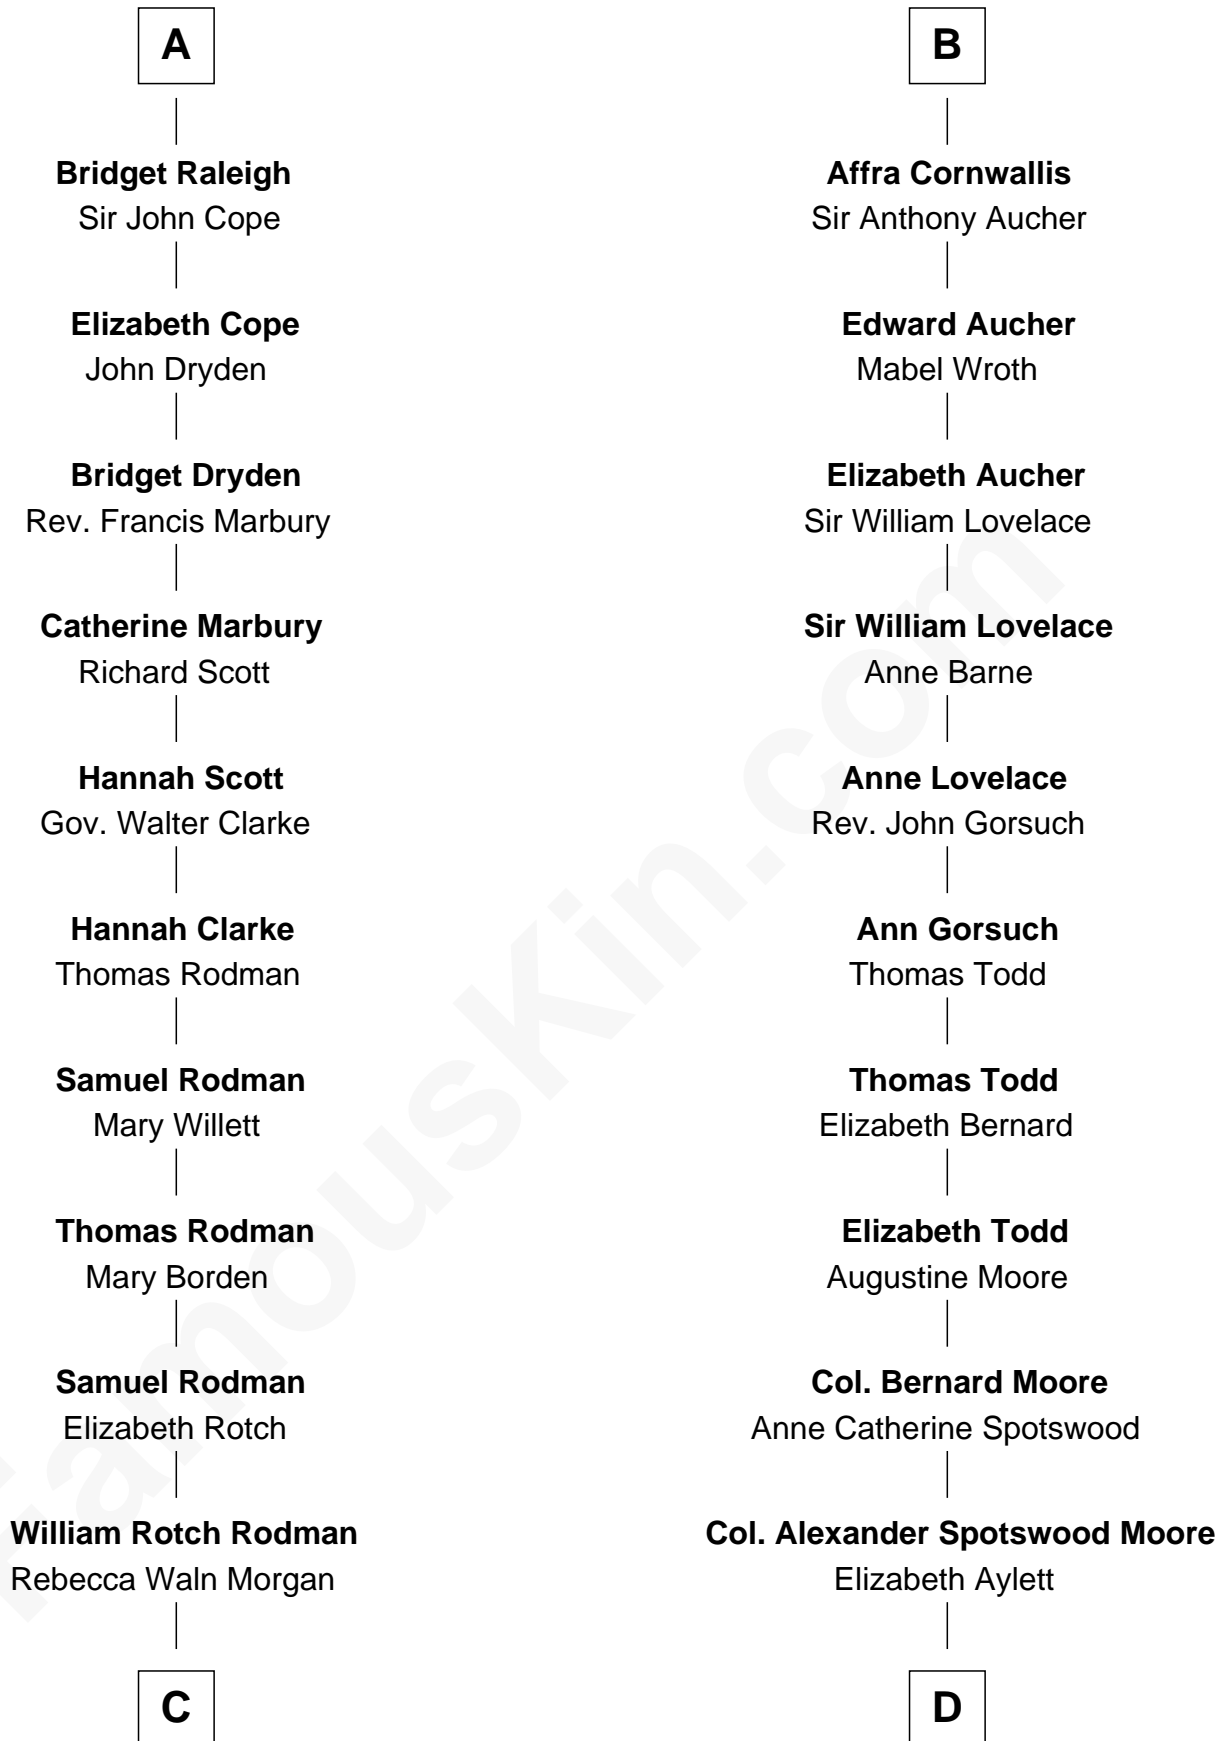 A
Bridget Raleigh
Sir John Cope
Elizabeth Cope
John Dryden
Bridget Dryden
Rev. Francis Marbury
Catherine Marbury
Richard Scott
Hannah Scott
Gov. Walter Clarke
Hannah Clarke
Thomas Rodman
Samuel Rodman
Mary Willett
Thomas Rodman
Mary Borden
Samuel Rodman
Elizabeth Rotch
William Rotch Rodman
Rebecca Waln Morgan
C
B
Affra Cornwallis
Sir Anthony Aucher
Edward Aucher
Mabel Wroth
Elizabeth Aucher
Sir William Lovelace
Sir William Lovelace
Anne Barne
Anne Lovelace
Rev. John Gorsuch
Ann Gorsuch
Thomas Todd
Thomas Todd
Elizabeth Bernard
Elizabeth Todd
Augustine Moore
Col. Bernard Moore
Anne Catherine Spotswood
Col. Alexander Spotswood Moore
Elizabeth Aylett
D
FamousKin.com